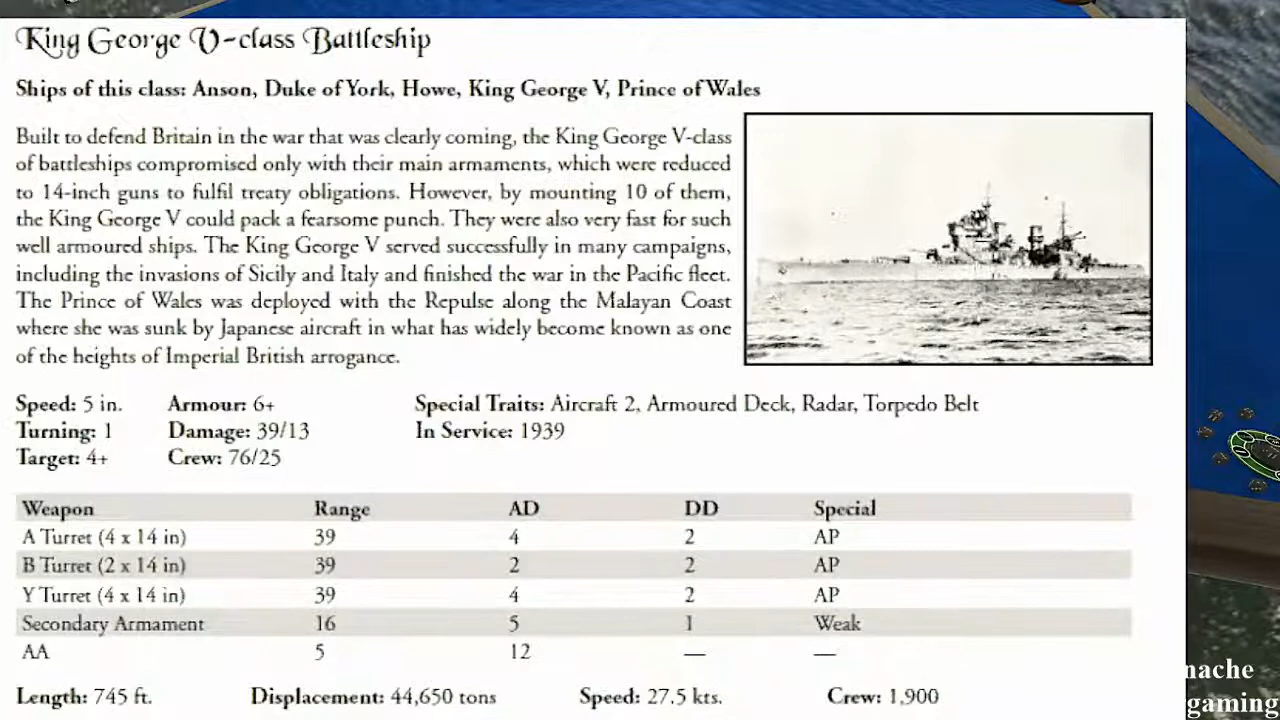 King George V-class Battleship
Ships of this class: Anson, Duke of York, Howe, King George V, Prince of Wales
Built to defend Britain in the war that was clearly coming, the King George V-class
of battleships compromised only with their main armaments, which were reduced
to 14-inch guns to fulfil treaty obligations. However, by mounting 10 of them,
the King George V could pack a fearsome punch. They were also very fast for such
well armoured ships. The King George V served successfully in many campaigns,
including the invasions of Sicily and Italy and finished the war in the Pacific fleet.
The Prince of Wales was deployed with the Repulse along the Malayan Coast
where she was sunk by Japanese aircraft in what has widely become known as one
of the heights of Imperial British arrogance.
Speed: 5 in. Armour: 6+ Special Traits: Aircraft 2, Armoured Deck, Radar, Torpedo Belt
Turning: 1 Damage: 39/13 In Service: 1939
Target: 4+ Crew: 76/25
Weapon Range AD DD Special
A Turret (4 x 14 in) 39 4 2 AP
B Turret (2 x 14 in) 39 2 2 AP
Y Turret (4 x 14 in) 39 4 2 AP
Secondary Armament 16 5 1 Weak
AA 5 12 — —
Length: 745 ft. Displacement: 44,650 tons Speed: 27.5 kts. Crew: 1,900
nache
gaming